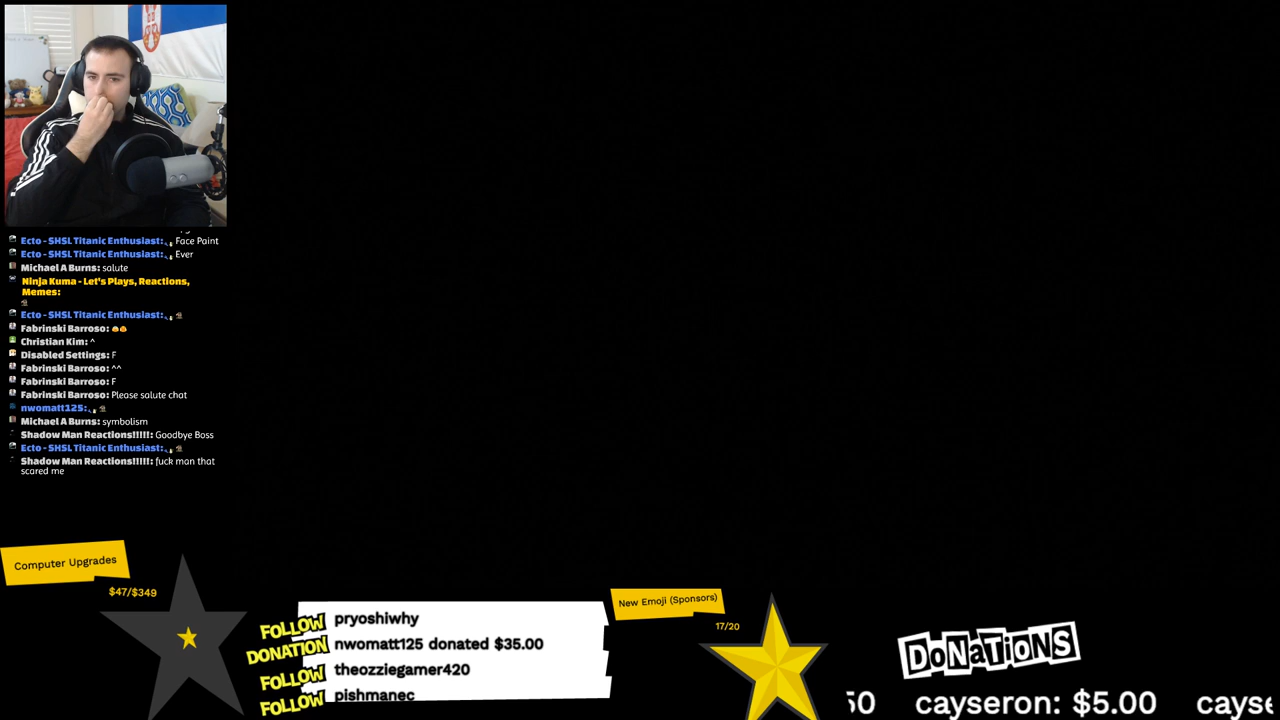 Ecto - SHSL Titanic Enthusiast: Face Paint
Ecto - SHSL Titanic Enthusiast: Ever
Michael A Burns: salute
Ninja Kuma - Let's Plays, Reactions,
Memes:
Ecto - SHSL Titanic Enthusiast:
Fabrinski Barroso:
Christian Kim: ^
Disabled Settings: F
Fabrinski Barroso: ^^
Fabrinski Barroso: F
Fabrinski Barroso: Please salute chat
nwomatt125:
Michael A Burns: symbolism
Shadow Man Reactions!!!!!: Goodbye Boss
Ecto - SHSL Titanic Enthusiast:
Shadow Man Reactions!!!!!: fuck man that
scared me
Computer Upgrades
$47/$349
FOLLOW pryoshiwhy
DONATION nwomatt125 donated $35.00
FOLLOW theozziegamer420
FOLLOW pishmanec
New Emoji (Sponsors)
17/20
DoNaTiONS
50 cayseron: $5.00 cayse